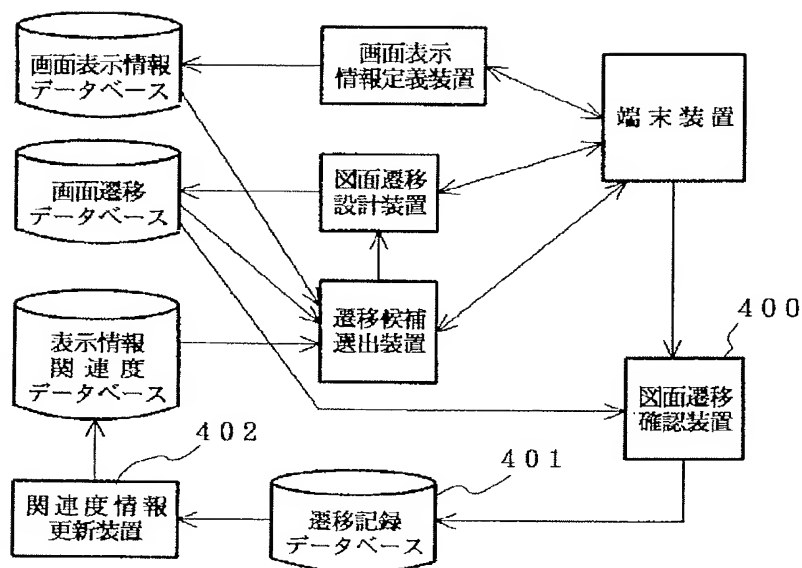 画面表示情報
データベース
画面表示
情報定義装置
端末装置
画面遷移
データベース
図面遷移
設計装置
表示情報
関連度
データベース
遷移候補
選出装置
400
図面遷移
確認装置
402
401
関連度情報
更新装置
遷移記録
データベース